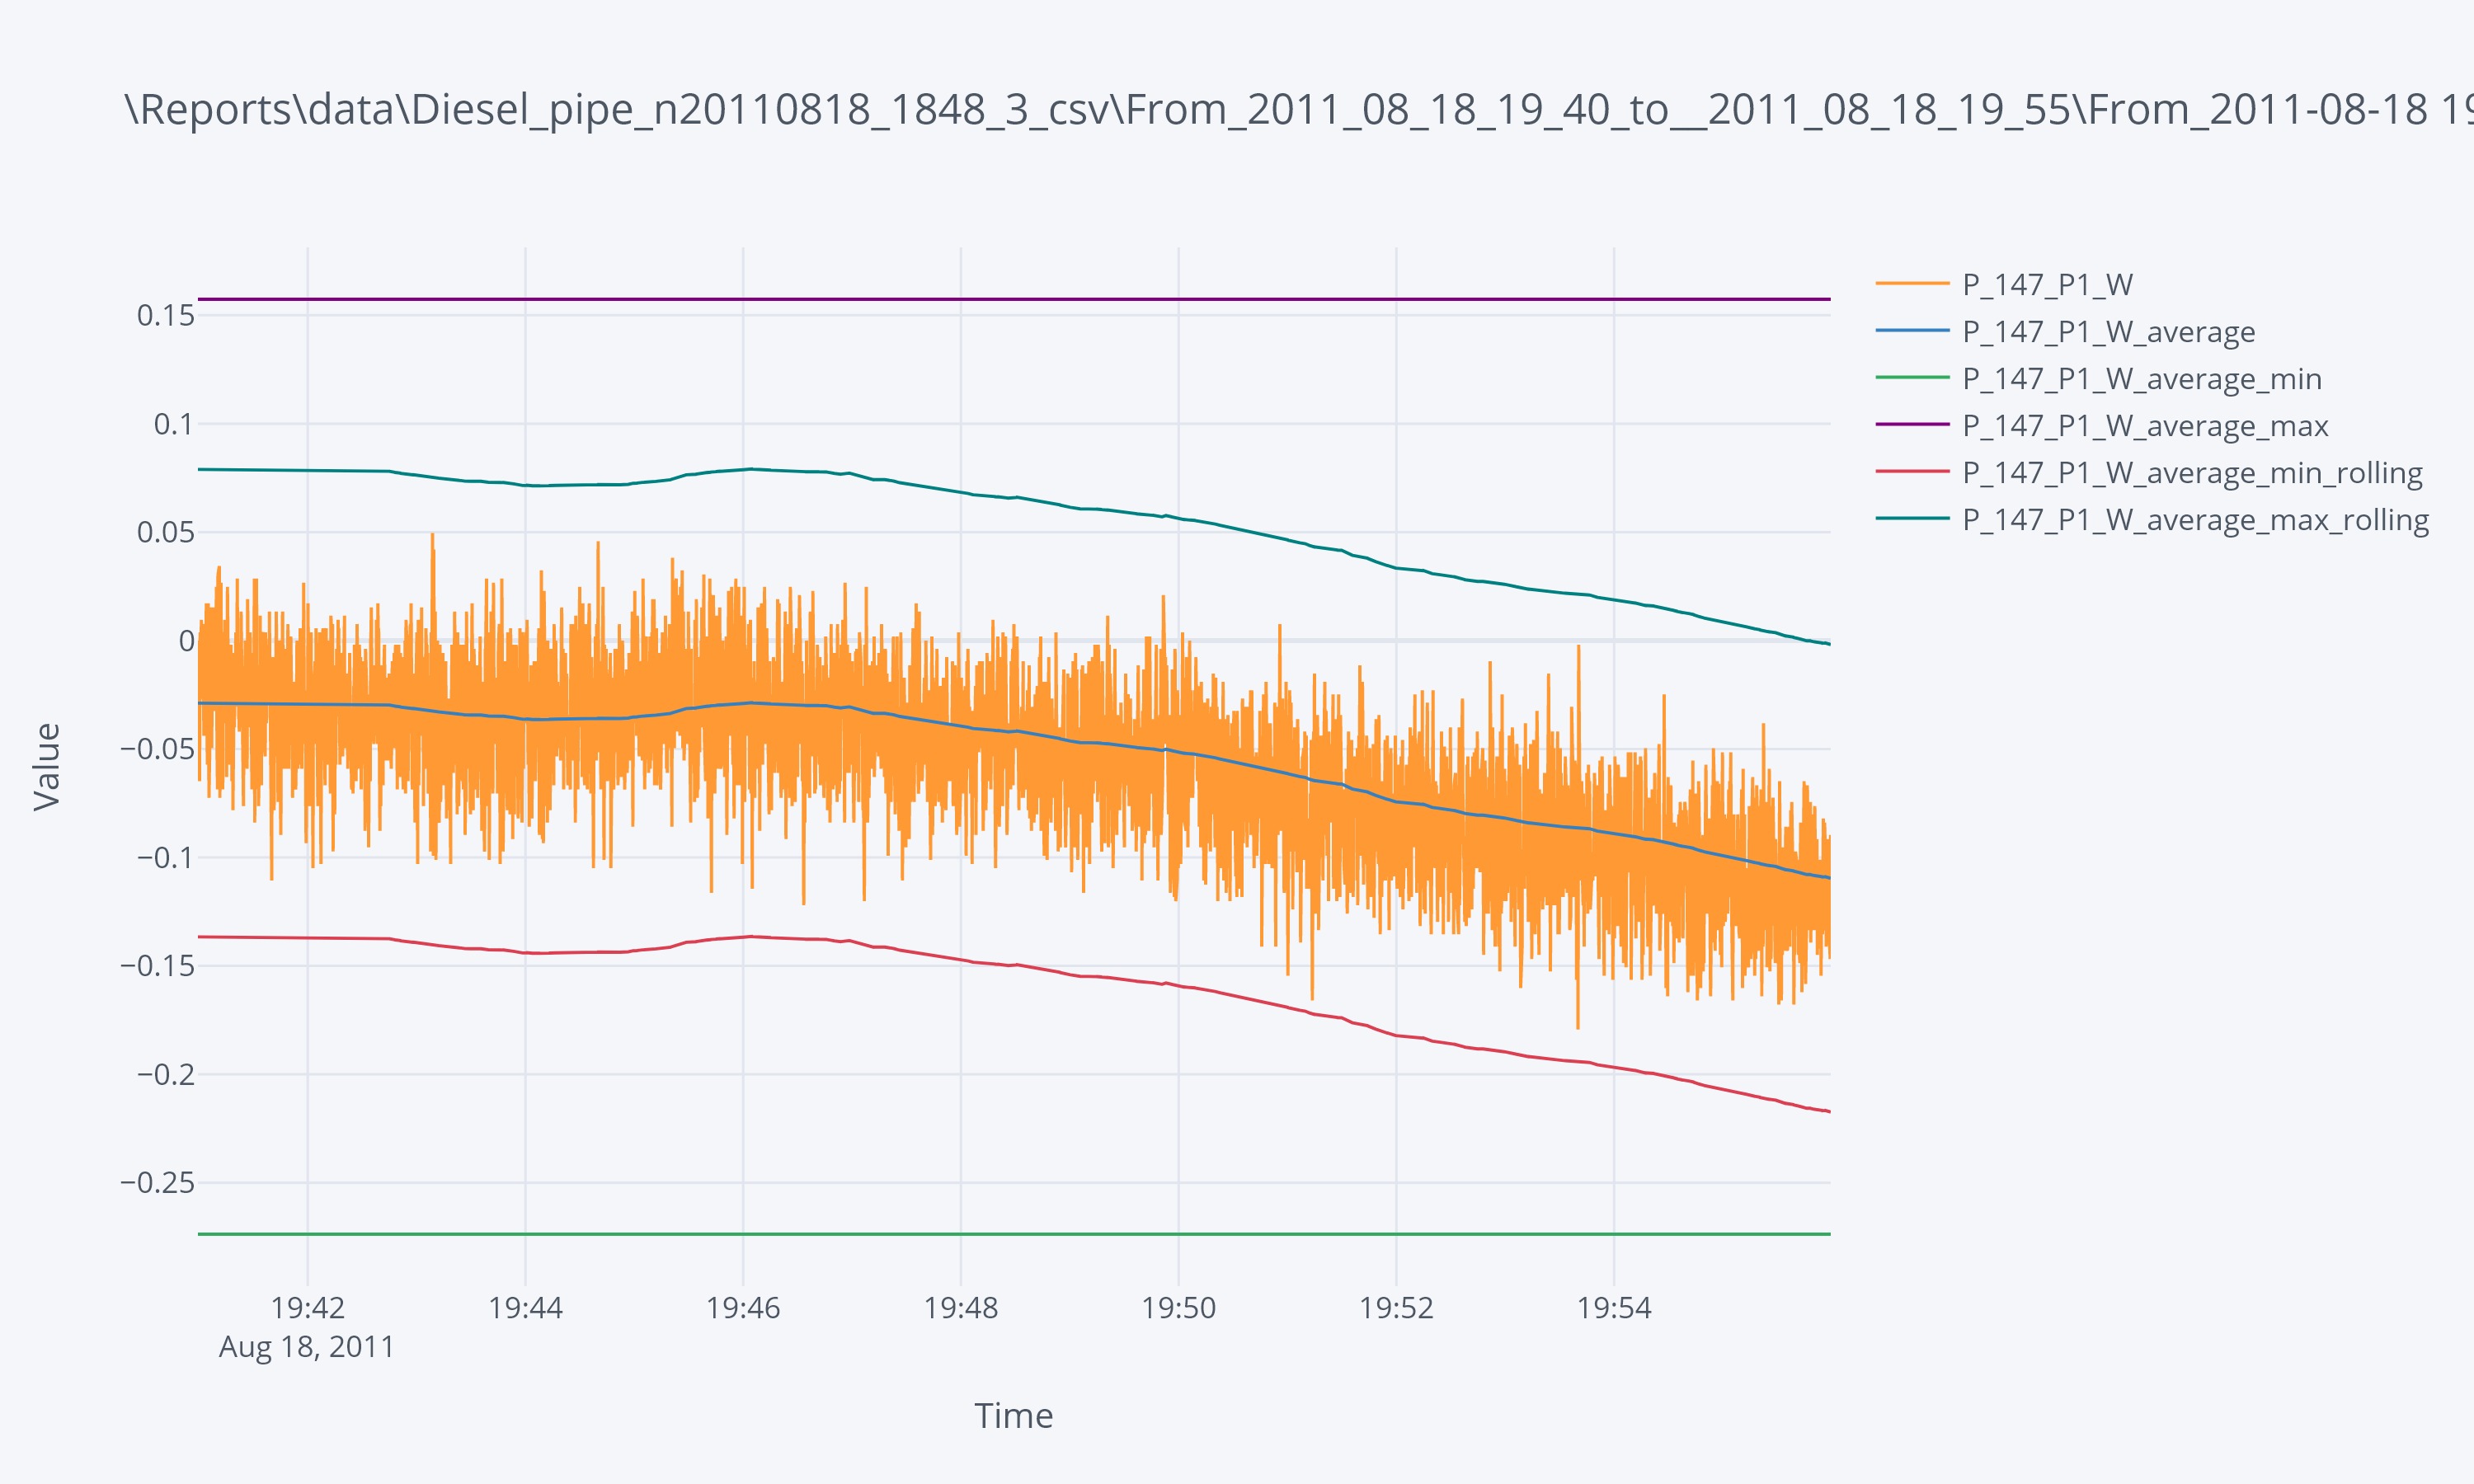 \Reports\data\Diesel_pipe_n20110818_1848_3_csv\From_2011_08_18_19_40_to__2011_08_18_19_55\From_2011-08-18 19
P_147_P1_W
P_147_P1_W_average
P_147_P1_W_average_min
P_147_P1_W_average_max
P_147_P1_W_average_min_rolling
P_147_P1_W_average_max_rolling
0.15
0.1
0.05
0
−0.05
−0.1
−0.15
−0.2
−0.25
Value
19:42 19:44 19:46 19:48 19:50 19:52 19:54
Aug 18, 2011
Time